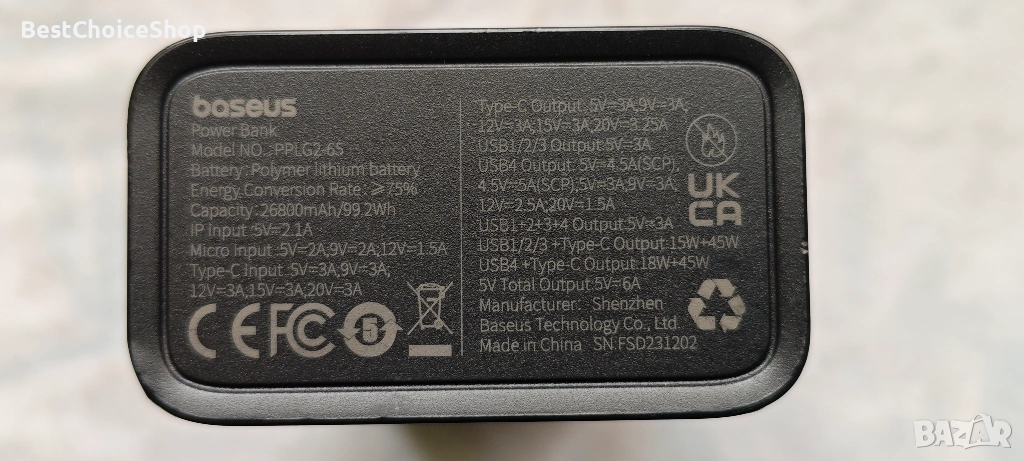 BestChoiceShop
baseus
Power Bank
Model NO.:PPLG2-65
Battery:Polymer lithium battery
Energy Conversion Rate: ≥75%
Capacity:26800mAh/99.2Wh
IP Input:5V=2.1A
Micro Input:5V=2A,9V=2A;12V=1.5A
Type-C Input:5V=3A,9V=3A;
12V=3A,15V=3A,20V=3A
CE FC 5
Type-C Output:5V=3A,9V=3A;
12V=3A,15V=3A,20V=3.25A
USB1/2/3 Output:5V=3A
USB4 Output: 5V=4.5A(SCP),
4.5V=5A(SCP),5V=3A,9V=3A,
12V=2.5A;20V=1.5A
USB1+2+3+4 Output:5V=3A
USB1/2/3 +Type-C Output:15W+45W
USB4 +Type-C Output:18W+45W
5V Total Output:5V=6A
Manufacturer: Shenzhen
Baseus Technology Co., Ltd.
Made in China SN FSD231202
UK
CA
BAZAR